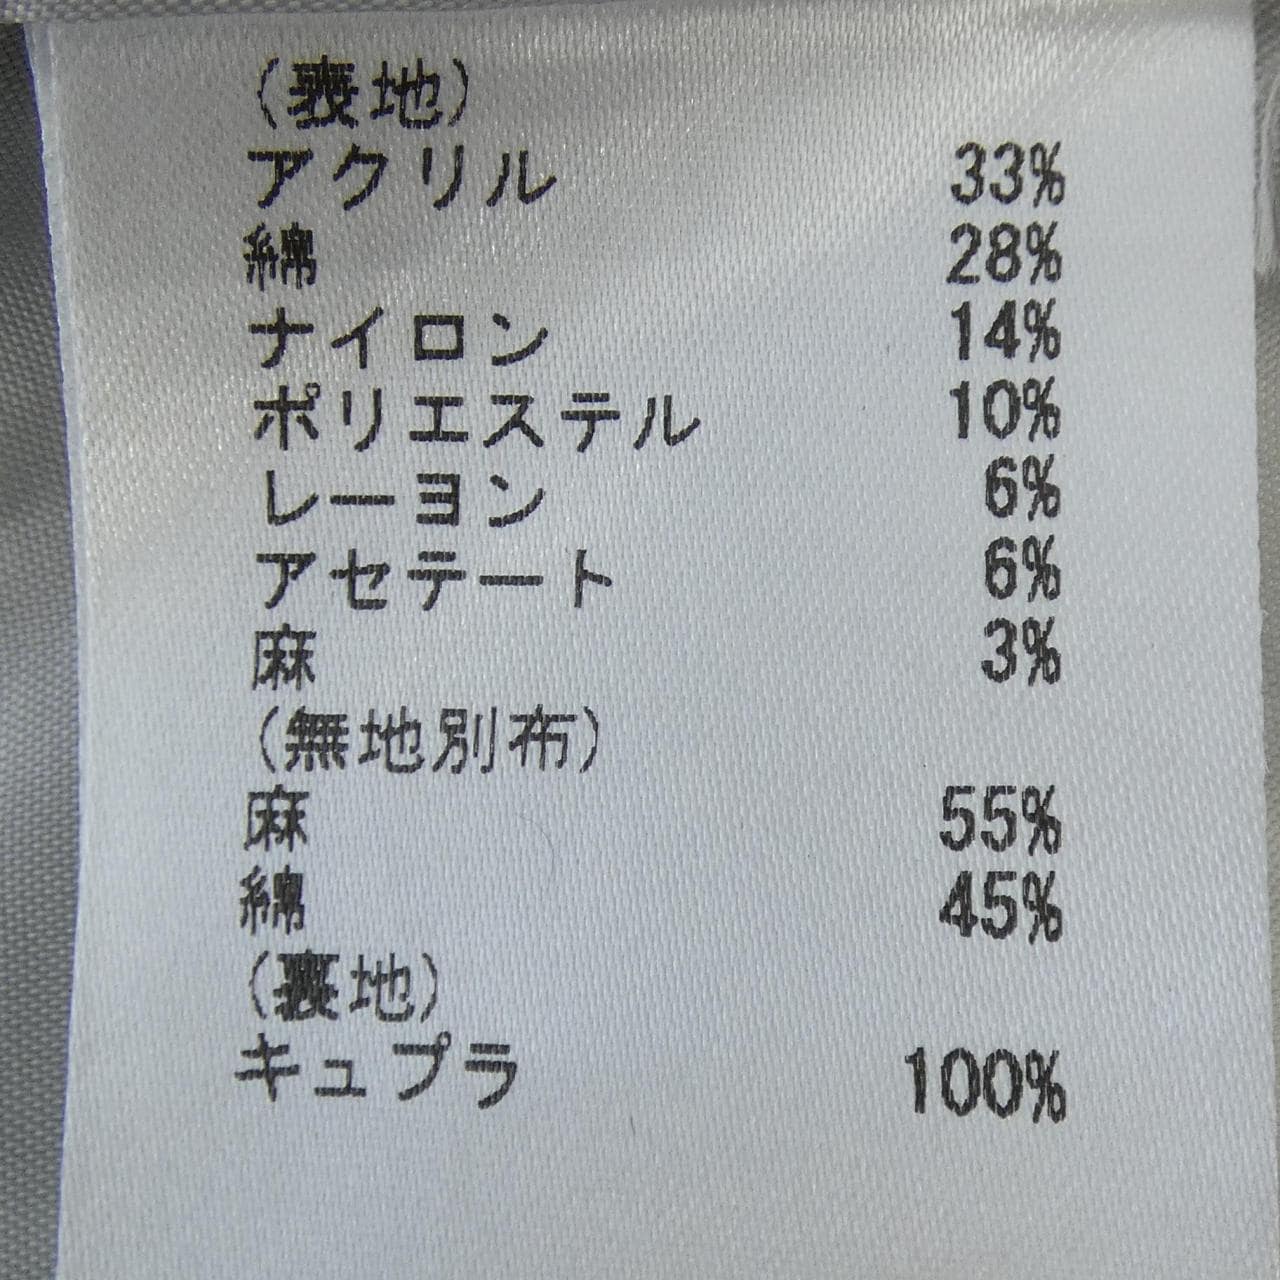 (表地)
アクリル 33%
綿 28%
ナイロン 14%
ポリエステル 10%
レーヨン 6%
アセテート 6%
麻 3%
(無地別布)
麻 55%
綿 45%
(裏地)
キュプラ 100%